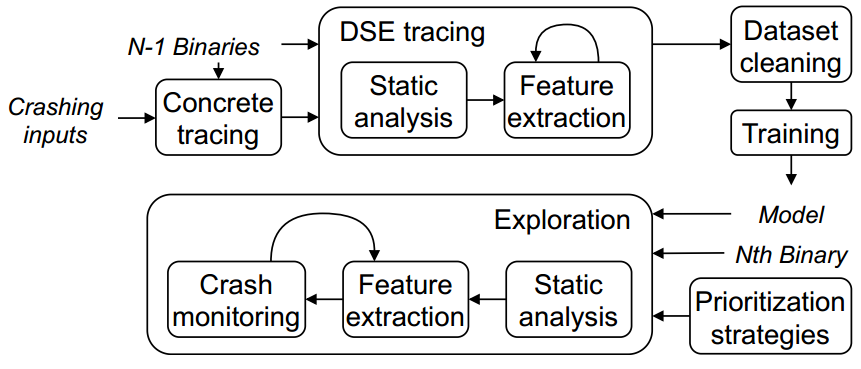 N-1 Binaries
Crashing
inputs
Concrete
tracing
DSE tracing
Static
analysis
Feature
extraction
Dataset
cleaning
Training
Model
Nth Binary
Prioritization
strategies
Exploration
Crash
monitoring
Feature
extraction
Static
analysis